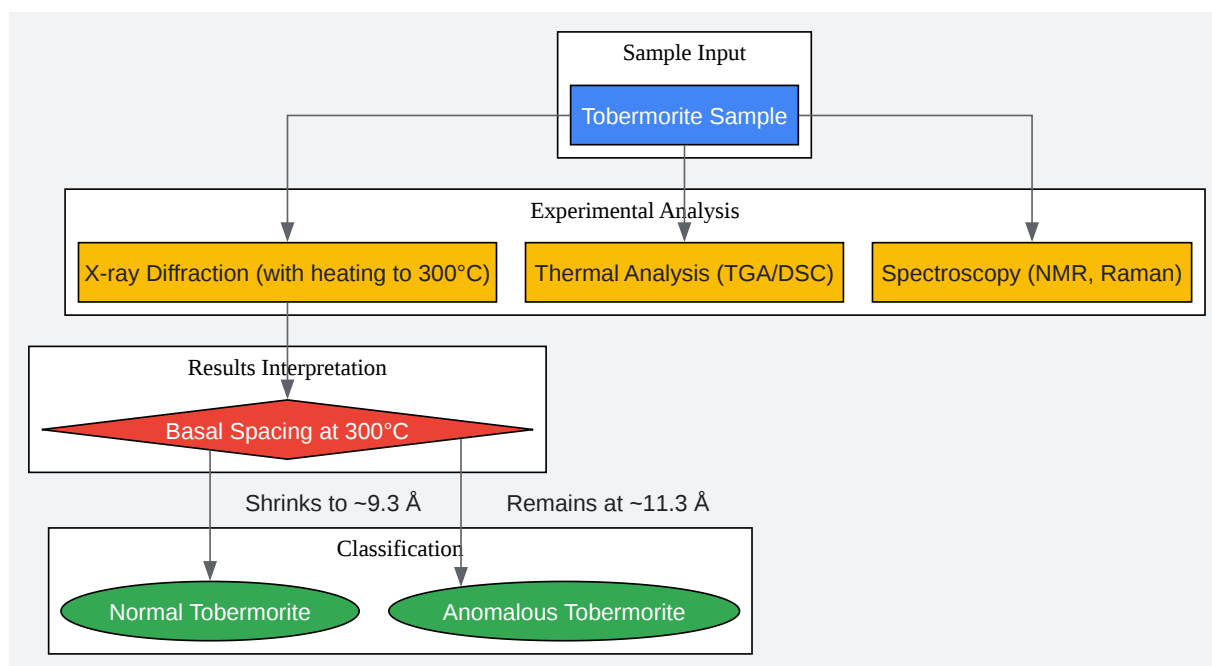 Sample Input
Tobermorite Sample
Experimental Analysis
X-ray Diffraction (with heating to 300°C)
Thermal Analysis (TGA/DSC)
Spectroscopy (NMR, Raman)
Results Interpretation
Basal Spacing at 300°C
Shrinks to ~9.3 Å
Remains at ~11.3 Å
Classification
Normal Tobermorite
Anomalous Tobermorite